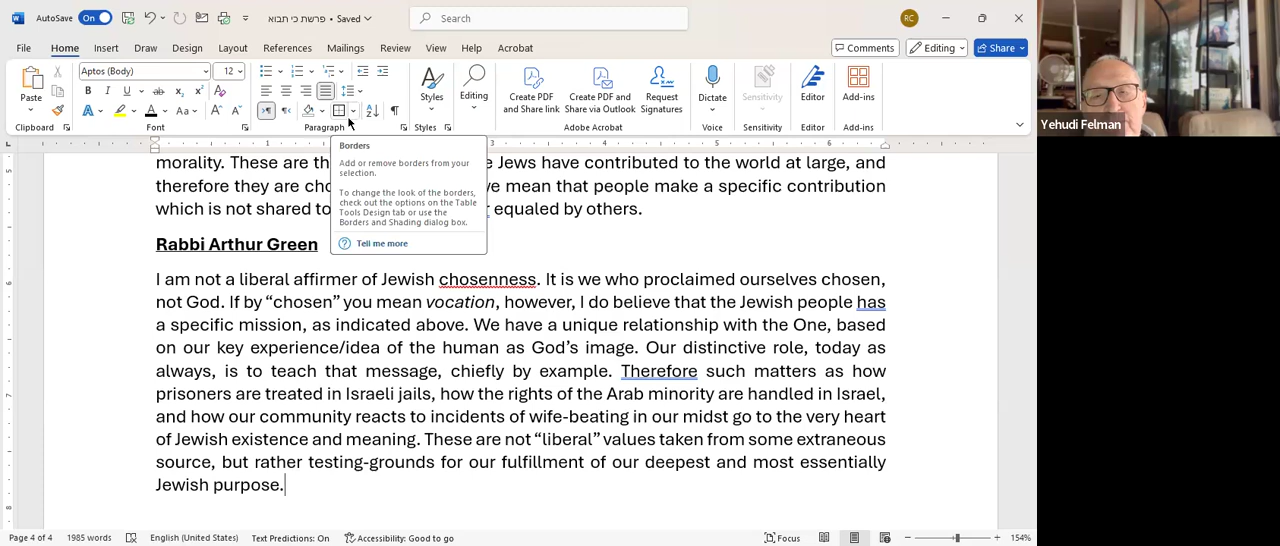 AutoSave On פרשת כי תבוא • Saved Search RC
File Home Insert Draw Design Layout References Mailings Review View Help Acrobat Comments Editing Share
Aptos (Body) 12
Paste Styles Editing Create PDF and Share link Create PDF and Share via Outlook Request Signatures Dictate Sensitivity Editor Add-ins
Clipboard Font Paragraph Styles Adobe Acrobat Voice Sensitivity Editor Add-ins
Yehudi Felman
Borders
Add or remove borders from your
selection.
To change the look of the borders,
check out the options on the Table
Tools Design tab or use the
Borders and Shading dialog box.
Tell me more
morality. These are th e Jews have contributed to the world at large, and
therefore they are cho ve mean that people make a specific contribution
which is not shared to r equaled by others.
Rabbi Arthur Green
I am not a liberal affirmer of Jewish chosenness. It is we who proclaimed ourselves chosen,
not God. If by “chosen” you mean vocation, however, I do believe that the Jewish people has
a specific mission, as indicated above. We have a unique relationship with the One, based
on our key experience/idea of the human as God’s image. Our distinctive role, today as
always, is to teach that message, chiefly by example. Therefore such matters as how
prisoners are treated in Israeli jails, how the rights of the Arab minority are handled in Israel,
and how our community reacts to incidents of wife-beating in our midst go to the very heart
of Jewish existence and meaning. These are not “liberal” values taken from some extraneous
source, but rather testing-grounds for our fulfillment of our deepest and most essentially
Jewish purpose.
Page 4 of 4 1985 words English (United States) Text Predictions: On Accessibility: Good to go Focus 154%